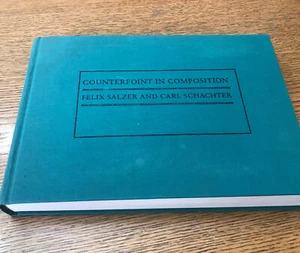 COUNTERPOINT IN COMPOSITION
FELIX SALZER AND CARL SCHACHTER